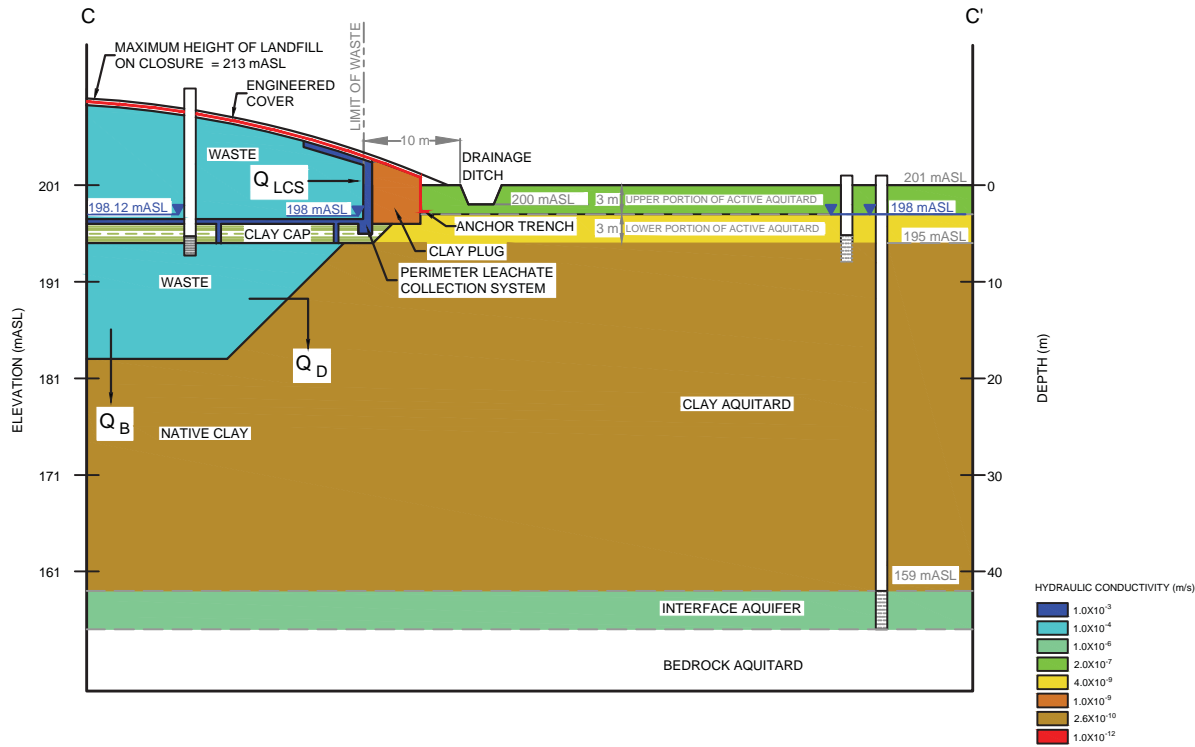 C
C'
MAXIMUM HEIGHT OF LANDFILL
ON CLOSURE = 213 mASL
ENGINEERED
COVER
LIMIT OF WASTE
10 m
DRAINAGE
DITCH
WASTE
Q LCS
201
201 mASL
0
200 mASL
3 m
UPPER PORTION OF ACTIVE AQUITARD
198.12 mASL
198 mASL
198 mASL
ANCHOR TRENCH
3 m
LOWER PORTION OF ACTIVE AQUITARD
CLAY CAP
195 mASL
CLAY PLUG
PERIMETER LEACHATE
COLLECTION SYSTEM
191
WASTE
10
Q D
181
20
ELEVATION (mASL)
DEPTH (m)
Q B
NATIVE CLAY
CLAY AQUITARD
171
30
161
159 mASL
40
INTERFACE AQUIFER
BEDROCK AQUITARD
HYDRAULIC CONDUCTIVITY (m/s)
1.0X10⁻³
1.0X10⁻⁴
1.0X10⁻⁶
2.0X10⁻⁷
4.0X10⁻⁹
1.0X10⁻⁹
2.6X10⁻¹⁰
1.0X10⁻¹²